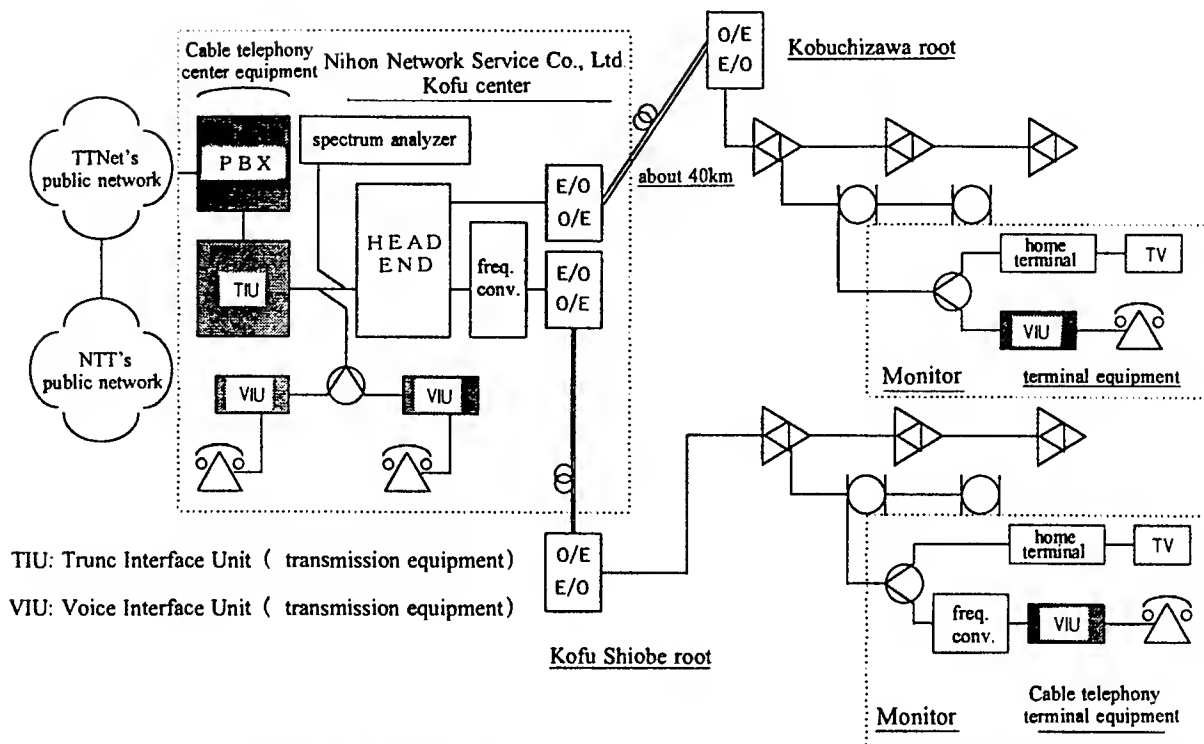 Cable telephony
center equipment
Nihon Network Service Co., Ltd
Kofu center
TTNet's
public network
PBX
spectrum analyzer
TIU
HEAD
END
freq.
conv.
E/O
O/E
E/O
O/E
NTT's
public network
VIU
VIU
about 40km
O/E
E/O
Kobuchizawa root
home
terminal
TV
VIU
Monitor
terminal equipment
O/E
E/O
Kofu Shiobe root
home
terminal
TV
freq.
conv.
VIU
Monitor
Cable telephony
terminal equipment
TIU: Trunc Interface Unit ( transmission equipment)
VIU: Voice Interface Unit ( transmission equipment)